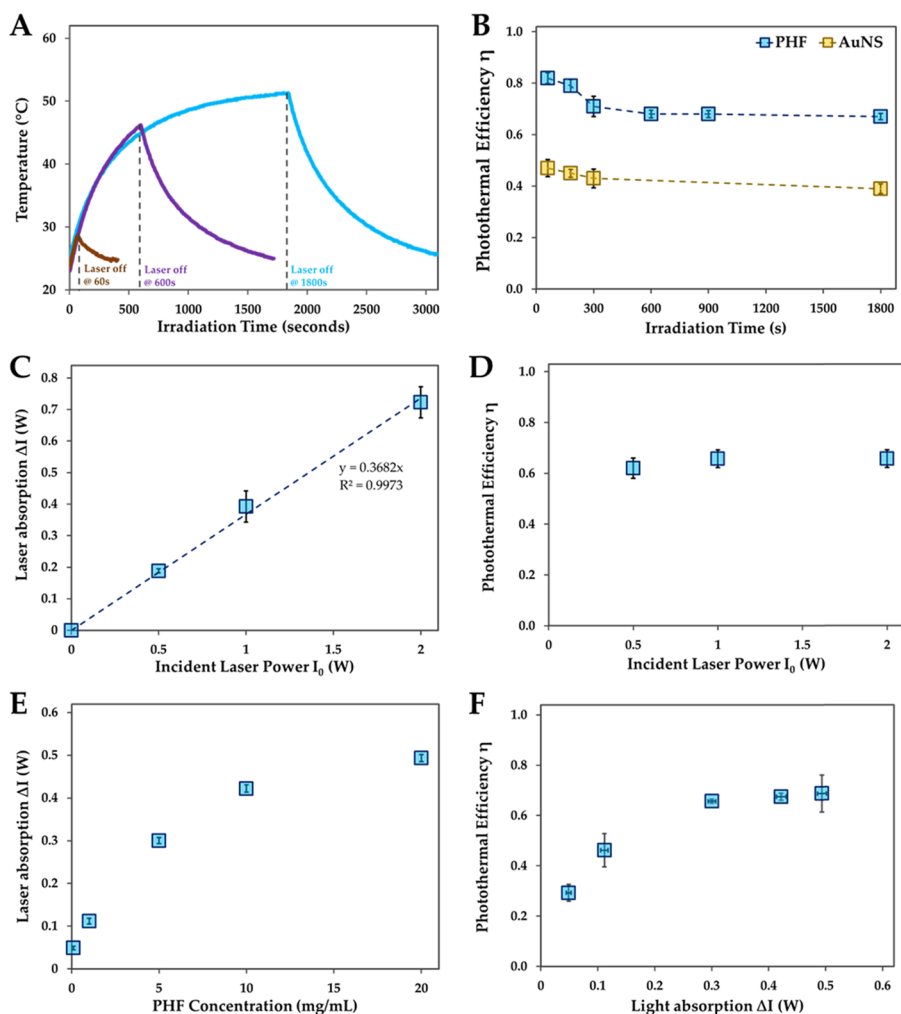 A
60
50
40
30
20
Temperature (°C)
Laser off
@ 60s
Laser off
@ 600s
Laser off
@ 1800s
0
500
1000
1500
2000
2500
3000
Irradiation Time (seconds)
B
PHF
AuNS
1.0
0.8
0.6
0.4
0.2
0.0
Photothermal Efficiency η
0
300
600
900
1200
1500
1800
Irradiation Time (s)
C
0.8
0.7
0.6
0.5
0.4
0.3
0.2
0.1
0
Laser absorption ΔI (W)
y = 0.3682x
R² = 0.9973
0
0.5
1
1.5
2
Incident Laser Power I₀ (W)
D
1.0
0.8
0.6
0.4
0.2
0.0
Photothermal Efficiency η
0
0.5
1
1.5
2
Incident Laser Power I₀ (W)
E
0.6
0.5
0.4
0.3
0.2
0.1
0
Laser absorption ΔI (W)
0
5
10
15
20
PHF Concentration (mg/mL)
F
1.0
0.8
0.6
0.4
0.2
0.0
Photothermal Efficiency η
0
0.1
0.2
0.3
0.4
0.5
0.6
Light absorption ΔI (W)